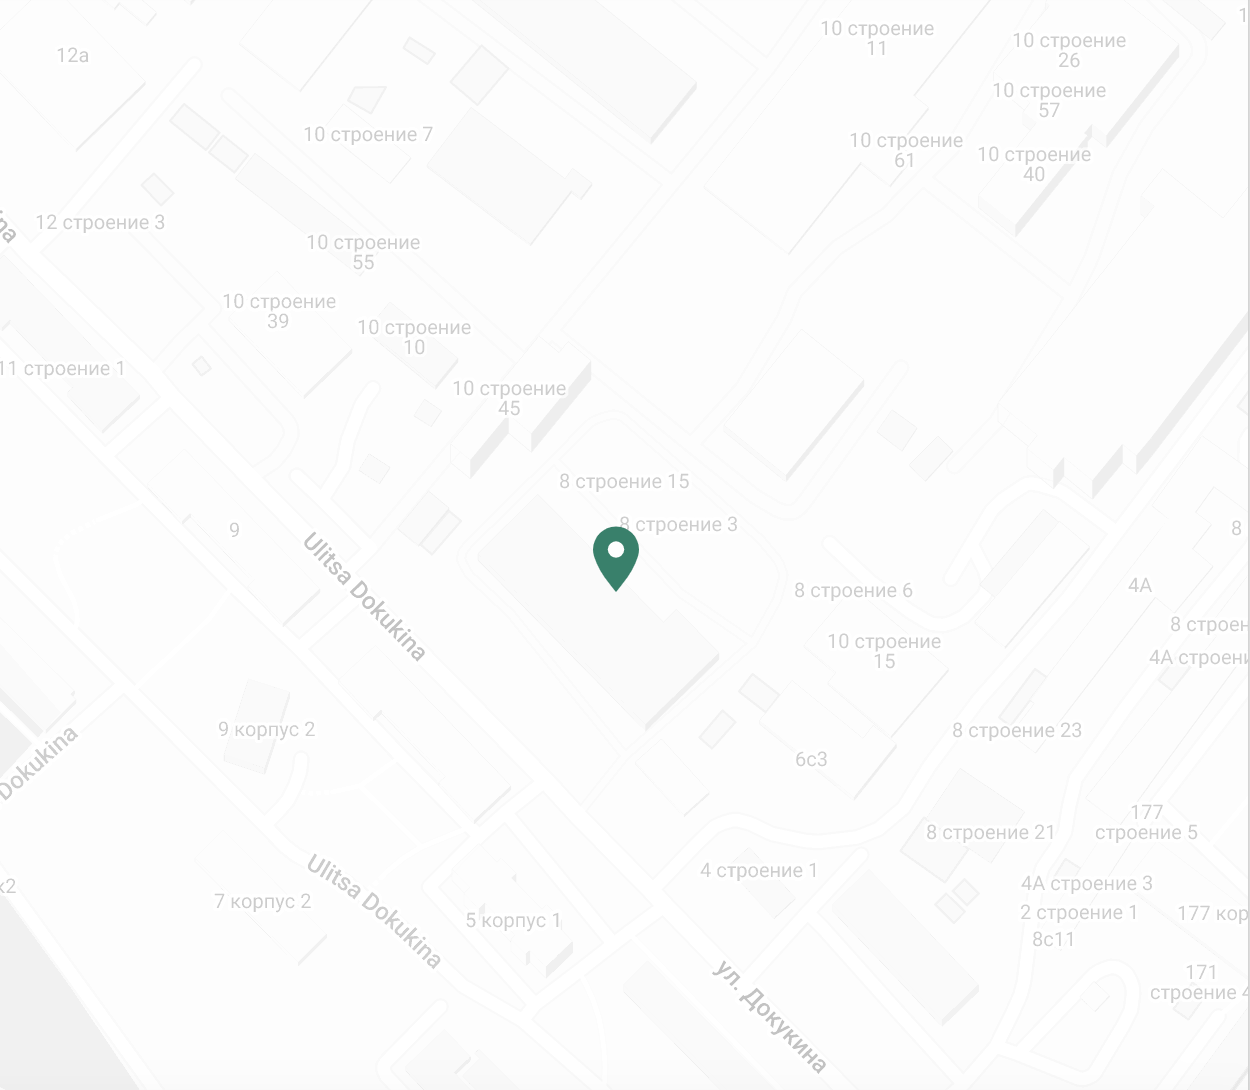 10 строение
11
10 строение
26
12а
10 строение
57
10 строение 7
10 строение
61
10 строение
40
12 строение 3
10 строение
55
10 строение
39
10 строение
10
11 строение 1
10 строение
45
8 строение 15
8 строение 3
9
8
Ulitsa Dokukina
4А
8 строение 6
8 строен
10 строение
15
4А строени
9 корпус 2
8 строение 23
Dokukina
6с3
177
строение 5
8 строение 21
4 строение 1
Ulitsa Dokukina
4А строение 3
к2
7 корпус 2
5 корпус 1
2 строение 1
177 кор
8с11
ул. Докукина
171
строение 4